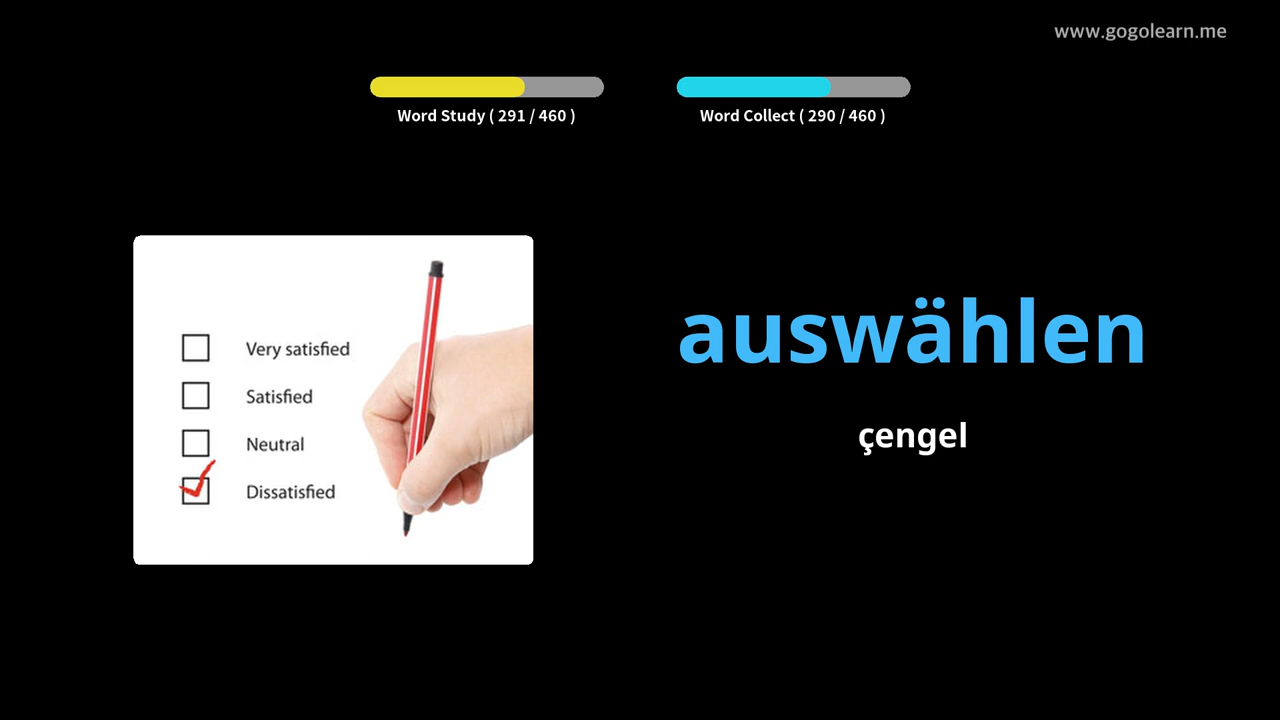 www.gogolearn.me
Word Study ( 291 / 460 )
Word Collect ( 290 / 460 )
Very satisfied
Satisfied
Neutral
Dissatisfied
auswählen
çengel